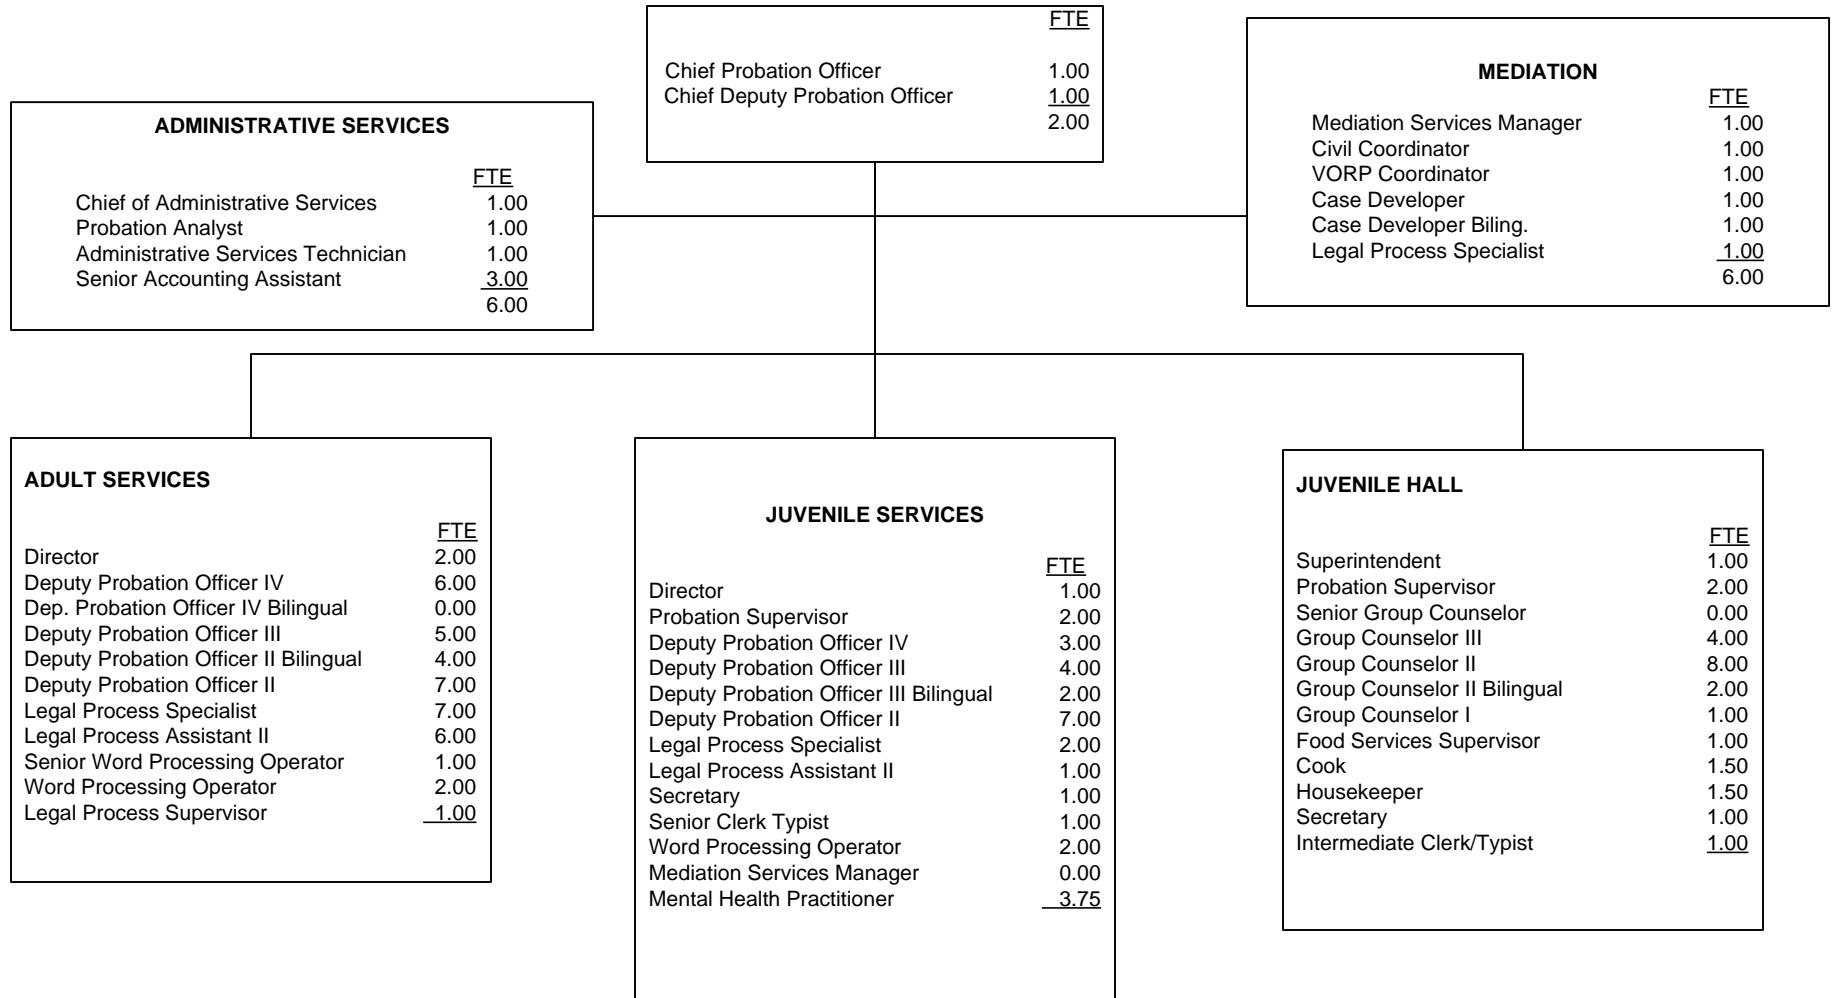 FTE
Chief Probation Officer 1.00
Chief Deputy Probation Officer 1.00
2.00
ADMINISTRATIVE SERVICES
FTE
Chief of Administrative Services 1.00
Probation Analyst 1.00
Administrative Services Technician 1.00
Senior Accounting Assistant 3.00
6.00
MEDIATION
FTE
Mediation Services Manager 1.00
Civil Coordinator 1.00
VORP Coordinator 1.00
Case Developer 1.00
Case Developer Biling. 1.00
Legal Process Specialist 1.00
6.00
ADULT SERVICES
FTE
Director 2.00
Deputy Probation Officer IV 6.00
Dep. Probation Officer IV Bilingual 0.00
Deputy Probation Officer III 5.00
Deputy Probation Officer II Bilingual 4.00
Deputy Probation Officer II 7.00
Legal Process Specialist 7.00
Legal Process Assistant II 6.00
Senior Word Processing Operator 1.00
Word Processing Operator 2.00
Legal Process Supervisor 1.00
JUVENILE SERVICES
FTE
Director 1.00
Probation Supervisor 2.00
Deputy Probation Officer IV 3.00
Deputy Probation Officer III 4.00
Deputy Probation Officer III Bilingual 2.00
Deputy Probation Officer II 7.00
Legal Process Specialist 2.00
Legal Process Assistant II 1.00
Secretary 1.00
Senior Clerk Typist 1.00
Word Processing Operator 2.00
Mediation Services Manager 0.00
Mental Health Practitioner 3.75
JUVENILE HALL
FTE
Superintendent 1.00
Probation Supervisor 2.00
Senior Group Counselor 0.00
Group Counselor III 4.00
Group Counselor II 8.00
Group Counselor II Bilingual 2.00
Group Counselor I 1.00
Food Services Supervisor 1.00
Cook 1.50
Housekeeper 1.50
Secretary 1.00
Intermediate Clerk/Typist 1.00